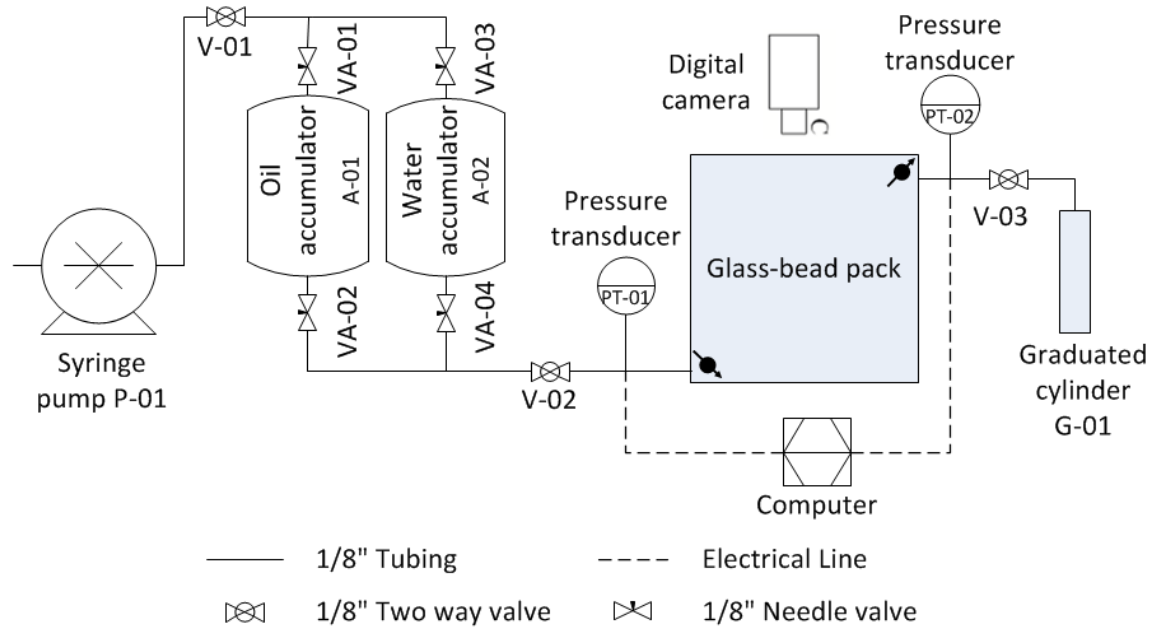 V-01
VA-01
VA-03
Oil
accumulator
A-01
Water
accumulator
A-02
VA-02
VA-04
Syringe
pump P-01
V-02
Pressure
transducer
PT-01
Digital
camera
C
Pressure
transducer
PT-02
Glass-bead pack
V-03
Graduated
cylinder
G-01
Computer
1/8" Tubing
Electrical Line
1/8" Two way valve
1/8" Needle valve